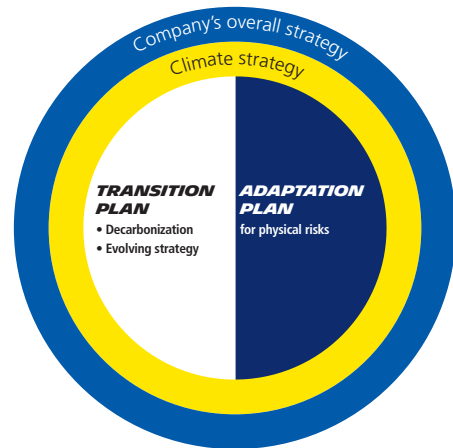 Company's overall strategy
Climate strategy
TRANSITION
PLAN
• Decarbonization
• Evolving strategy
ADAPTATION
PLAN
for physical risks